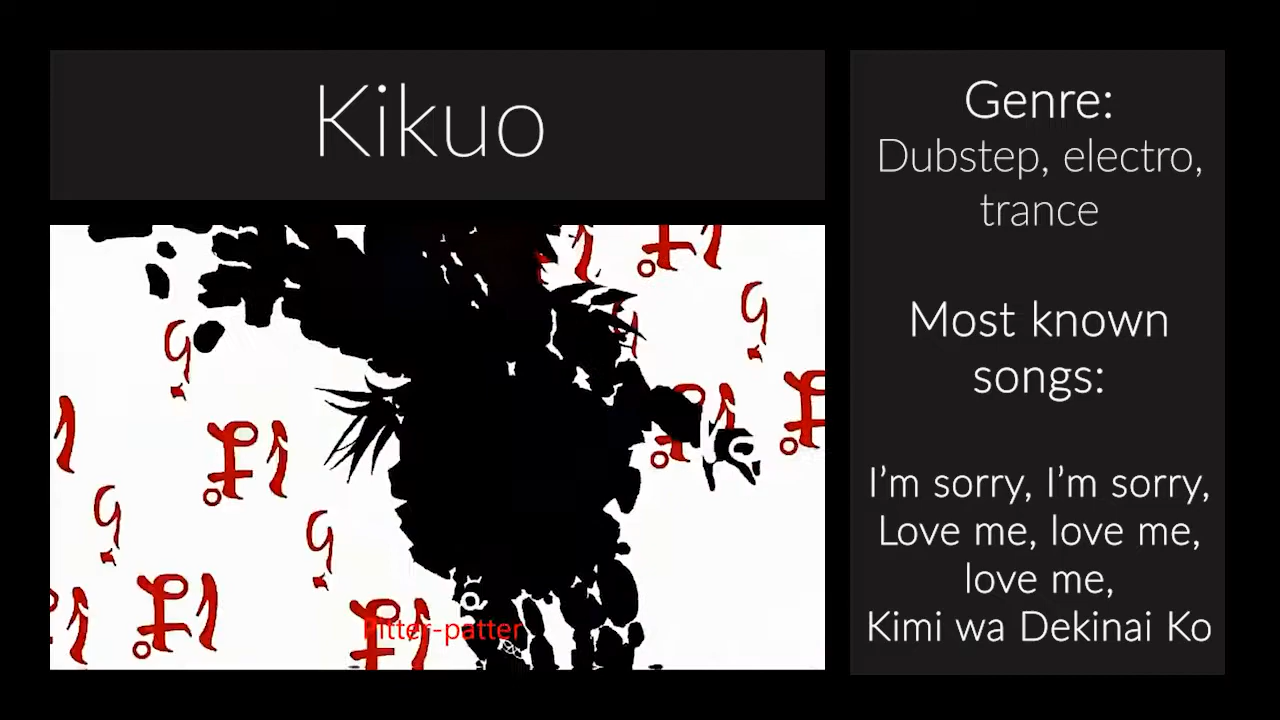 Kikuo
Pitter-patter
Genre:
Dubstep, electro,
trance
Most known
songs:
I’m sorry, I’m sorry,
Love me, love me,
love me,
Kimi wa Dekinai Ko